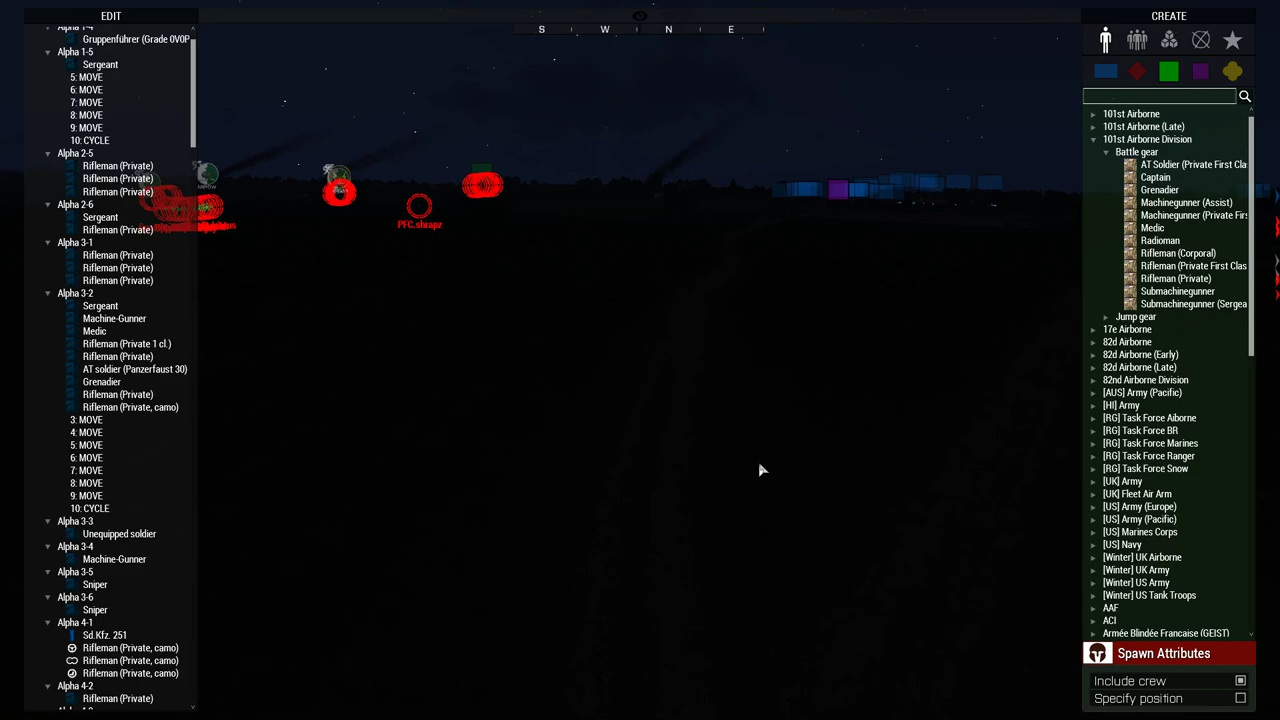 EDIT
Alpha 1-4
Gruppenführer (Grade 0V0P
Alpha 1-5
Sergeant
5: MOVE
6: MOVE
7: MOVE
8: MOVE
9: MOVE
10: CYCLE
Alpha 2-5
Rifleman (Private)
Rifleman (Private)
Rifleman (Private)
Alpha 2-6
Sergeant
Rifleman (Private)
Alpha 3-1
Rifleman (Private)
Rifleman (Private)
Rifleman (Private)
Alpha 3-2
Sergeant
Machine-Gunner
Medic
Rifleman (Private 1 cl.)
Rifleman (Private)
AT soldier (Panzerfaust 30)
Grenadier
Rifleman (Private)
Rifleman (Private, camo)
3: MOVE
4: MOVE
5: MOVE
6: MOVE
7: MOVE
8: MOVE
9: MOVE
10: CYCLE
Alpha 3-3
Unequipped soldier
Alpha 3-4
Machine-Gunner
Alpha 3-5
Sniper
Alpha 3-6
Sniper
Alpha 4-1
Sd.Kfz. 251
Rifleman (Private, camo)
Rifleman (Private, camo)
Rifleman (Private, camo)
Alpha 4-2
Rifleman (Private)
S W N E
PFC.shrapz
CREATE
101st Airborne
101st Airborne (Late)
101st Airborne Division
Battle gear
AT Soldier (Private First Cla
Captain
Grenadier
Machinegunner (Assist)
Machinegunner (Private Firs
Medic
Radioman
Rifleman (Corporal)
Rifleman (Private First Clas
Rifleman (Private)
Submachinegunner
Submachinegunner (Sergea
Jump gear
17e Airborne
82d Airborne
82d Airborne (Early)
82d Airborne (Late)
82nd Airborne Division
[AUS] Army (Pacific)
[HI] Army
[RG] Task Force Aiborne
[RG] Task Force BR
[RG] Task Force Marines
[RG] Task Force Ranger
[RG] Task Force Snow
[UK] Army
[UK] Fleet Air Arm
[US] Army (Europe)
[US] Army (Pacific)
[US] Marines Corps
[US] Navy
[Winter] UK Airborne
[Winter] UK Army
[Winter] US Army
[Winter] US Tank Troops
AAF
ACI
Armée Blindée Francaise (GEIST)
Spawn Attributes
Include crew
Specify position